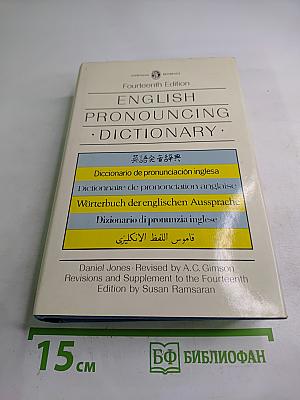 Fourteenth Edition
ENGLISH
PRONOUNCING
·DICTIONARY·
英語発音辞典
Diccionario de pronunciación inglesa
Dictionnaire de prononciation anglaise
Wörterbuch der englischen Aussprache
Dizionario di pronunzia inglese
قاموس اللفظ الانكليزي
Daniel Jones·Revised by A.C. Gimson
Revisions and Supplement to the Fourteenth
Edition by Susan Ramsaran
15 см
БФ БИБЛИОФАН